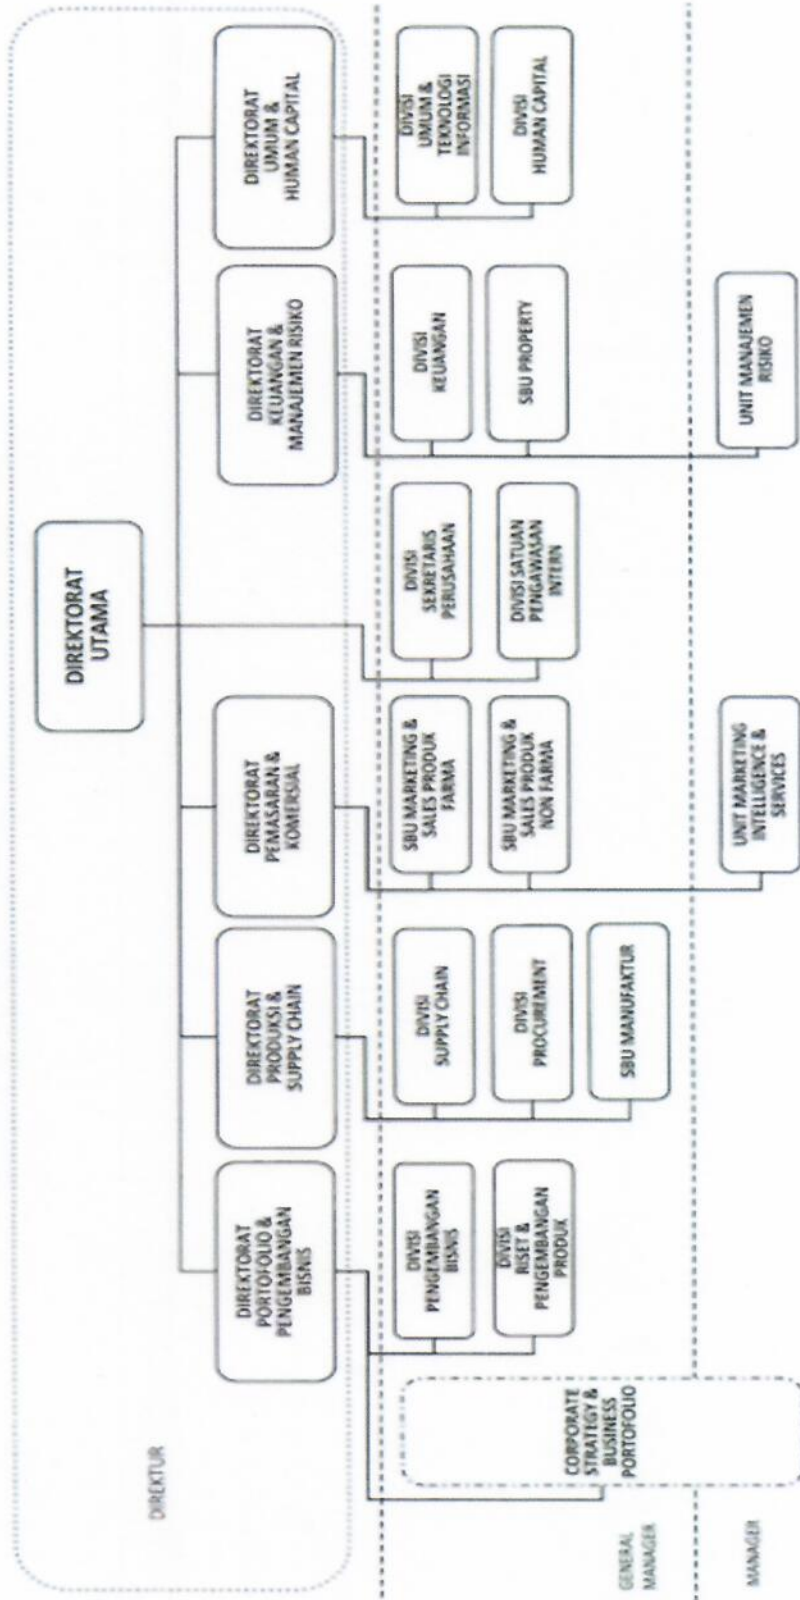 DIREKTUR
DIREKTORAT
UTAMA
DIREKTORAT
PORTOFOLIO &
PENGEMBANGAN
BISNIS
DIREKTORAT
PRODUKSI &
SUPPLY CHAIN
DIREKTORAT
PEMASARAN &
KOMERSIAL
DIREKTORAT
KEUANGAN &
MANAJEMEN RISIKO
DIREKTORAT
UMUM &
HUMAN CAPITAL
GENERAL
MANAGER
DIVISI
PENGEMBANGAN
BISNIS
DIVISI
RISET &
PENGEMBANGAN
PRODUK
CORPORATE
STRATEGY &
BUSINESS
PORTOFOLIO
DIVISI
SUPPLY CHAIN
DIVISI
PROCUREMENT
SBU MANUFAKTUR
SBU MARKETING &
SALES PRODUK
FARMA
SBU MARKETING &
SALES PRODUK
NON FARMA
DIVISI
SEKRETARIS
PERUSAHAAN
DIVISI SATUAN
PENGAWASAN
INTERN
DIVISI
KEUANGAN
SBU PROPERTY
DIVISI
UMUM &
TEKNOLOGI
INFORMASI
DIVISI
HUMAN CAPITAL
MANAGER
UNIT MARKETING
INTELLIGENCE &
SERVICES
UNIT MANAJEMEN
RISIKO